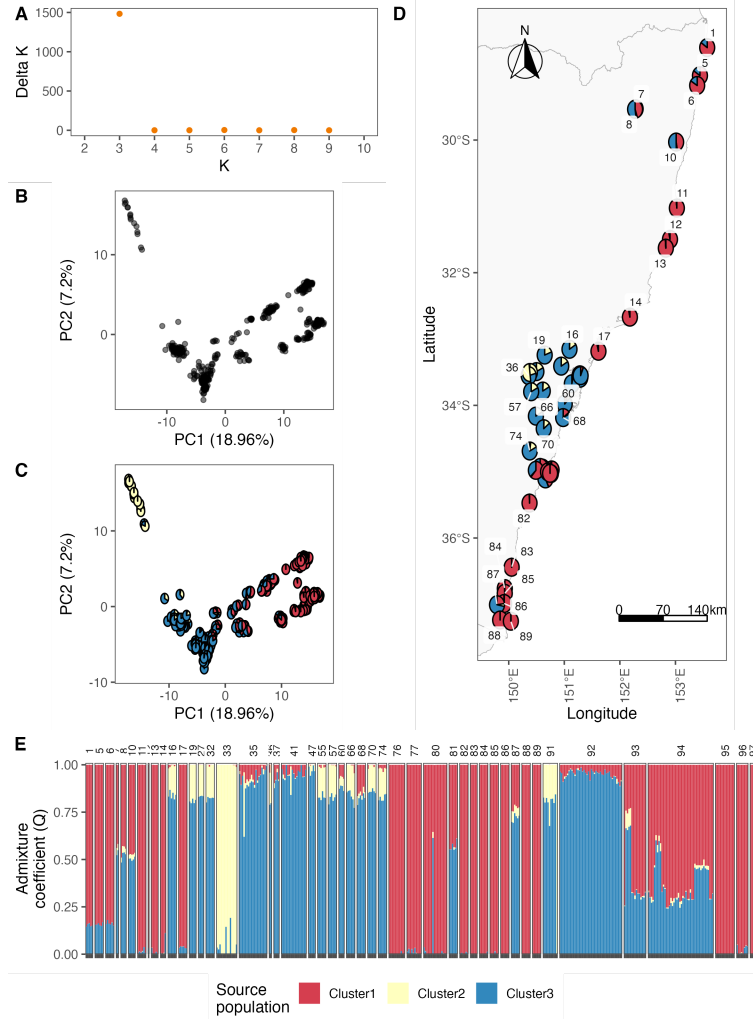 A
Delta K
1500
1000
500
0
2 3 4 5 6 7 8 9 10
K
B
PC2 (7.2%)
10
0
-10 0 10
PC1 (18.96%)
C
PC2 (7.2%)
10
0
-10
-10 0 10
PC1 (18.96%)
D
N
1
5
6
7
8
10
11
12
13
14
17
16
19
36
57
60
66
68
70
74
82
83
84
85
87
86
88
89
0 70 140km
30°S
32°S
34°S
36°S
Latitude
150°E 151°E 152°E 153°E
Longitude
E
1 5 6 7 8 10 11 12 13 14 16 17 19 27 32 33 35 37 41 47 55 57 60 66 68 70 74 76 77 80 81 82 83 84 85 86 87 88 89 91 92 93 94 95 96 97
Admixture
coefficient (Q)
1.00
0.75
0.50
0.25
0.00
Source
population
Cluster1 Cluster2 Cluster3